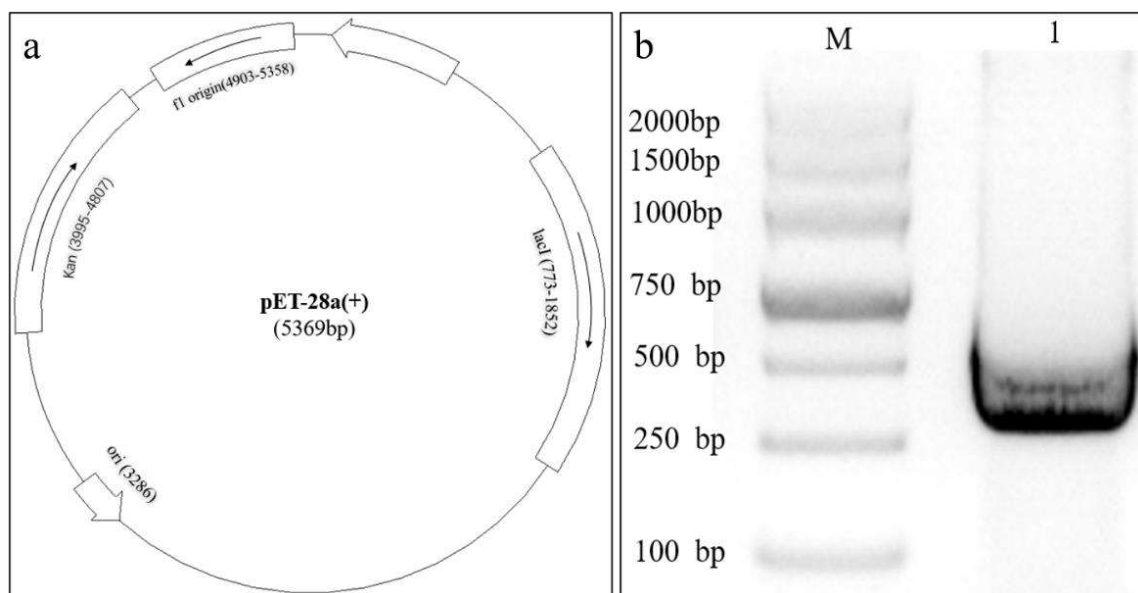 a
f1 origin(4903-5358)
Kan (3995-4807)
lacI (773-1852)
pET-28a(+)
(5369bp)
ori (3286)
b
M 1
2000bp
1500bp
1000bp
750 bp
500 bp
250 bp
100 bp